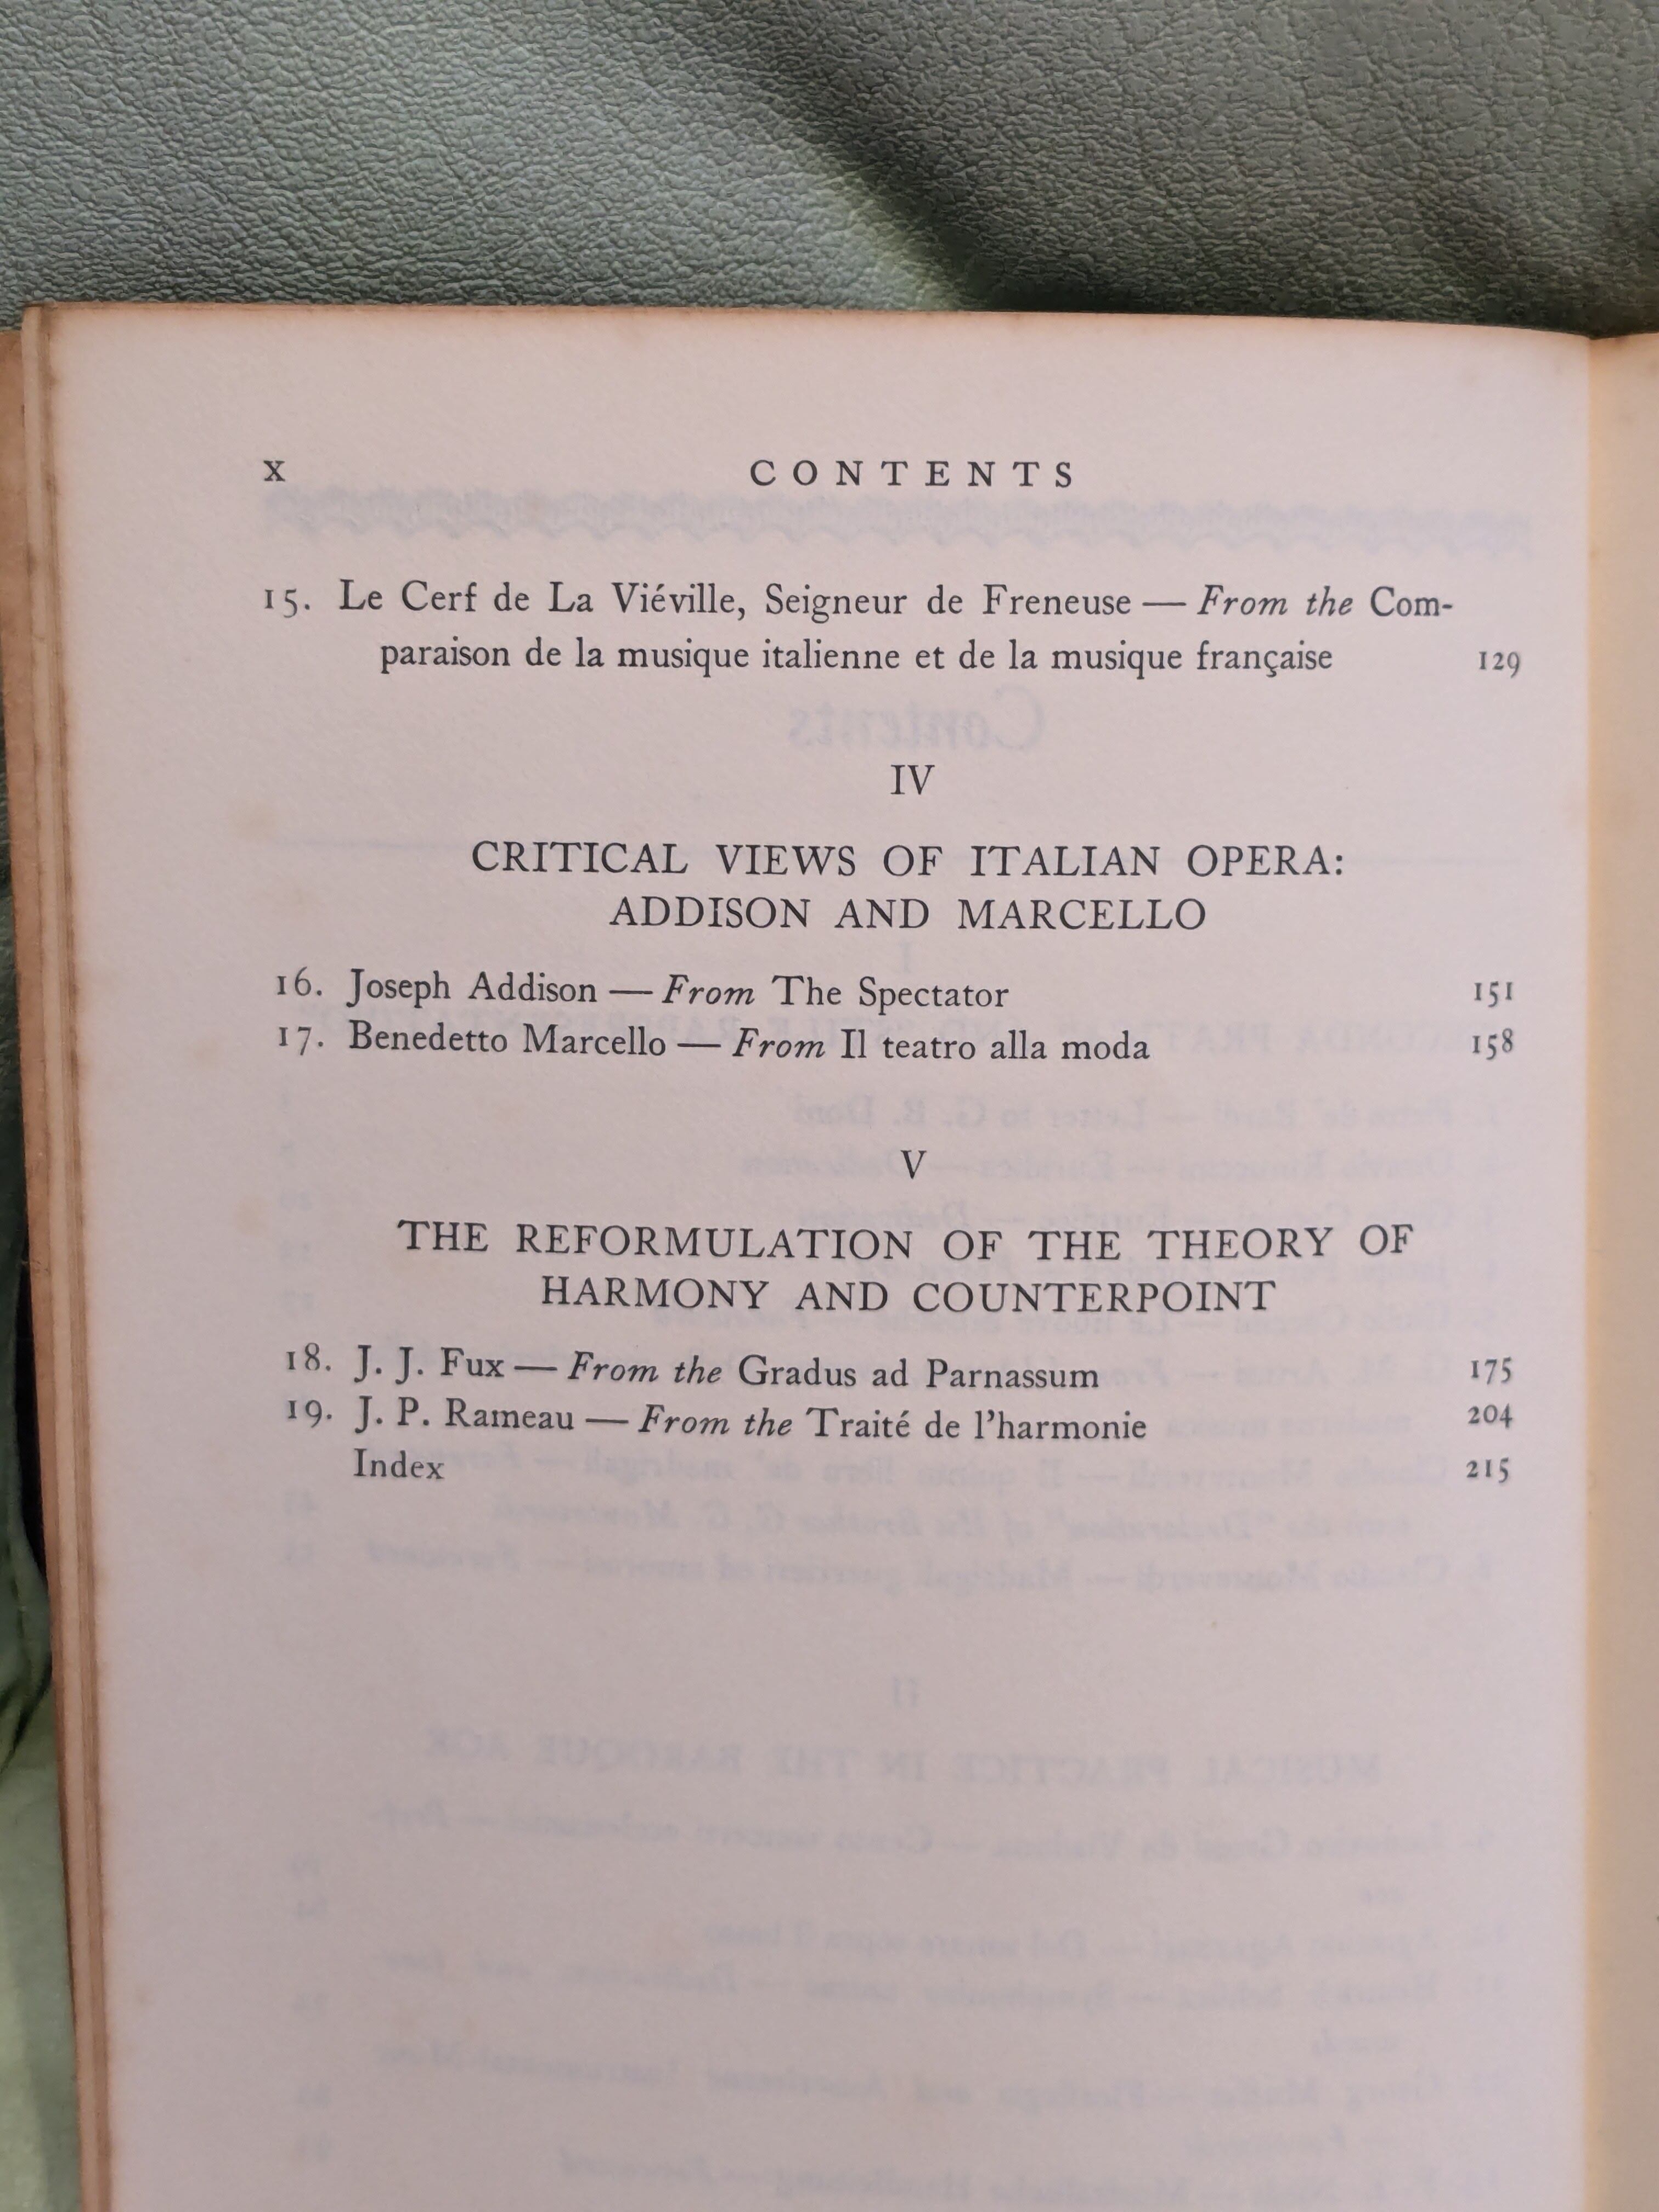 x CONTENTS
15. Le Cerf de La Viéville, Seigneur de Freneuse — From the Com-
paraison de la musique italienne et de la musique française 129
IV
CRITICAL VIEWS OF ITALIAN OPERA:
ADDISON AND MARCELLO
16. Joseph Addison — From The Spectator 151
17. Benedetto Marcello — From Il teatro alla moda 158
V
THE REFORMULATION OF THE THEORY OF
HARMONY AND COUNTERPOINT
18. J. J. Fux — From the Gradus ad Parnassum 175
19. J. P. Rameau — From the Traité de l'harmonie 204
Index 215